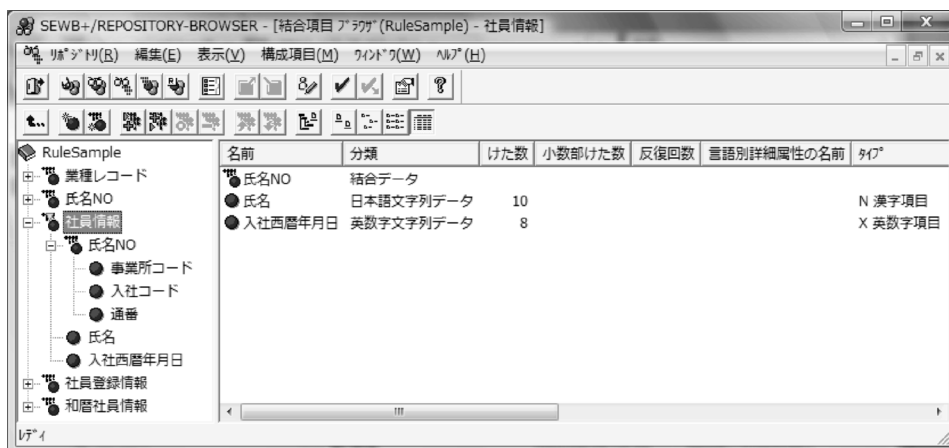 SEWB+/REPOSITORY-BROWSER - [結合項目 ﾌﾞﾗｳｻﾞ(RuleSample) - 社員情報]
ﾘﾎﾟｼﾞﾄﾘ(R) 編集(E) 表示(V) 構成項目(M) ｳｨﾝﾄﾞｳ(W) ﾍﾙﾌﾟ(H)
RuleSample
業種レコード
氏名NO
社員情報
氏名NO
事業所コード
入社コード
通番
氏名
入社西暦年月日
社員登録情報
和暦社員情報
名前 分類 けた数 小数部けた数 反復回数 言語別詳細属性の名前 ﾀｲﾌﾟ
氏名NO 結合データ
氏名 日本語文字列データ 10 N 漢字項目
入社西暦年月日 英数字文字列データ 8 X 英数字項目
ﾚﾃﾞｨ